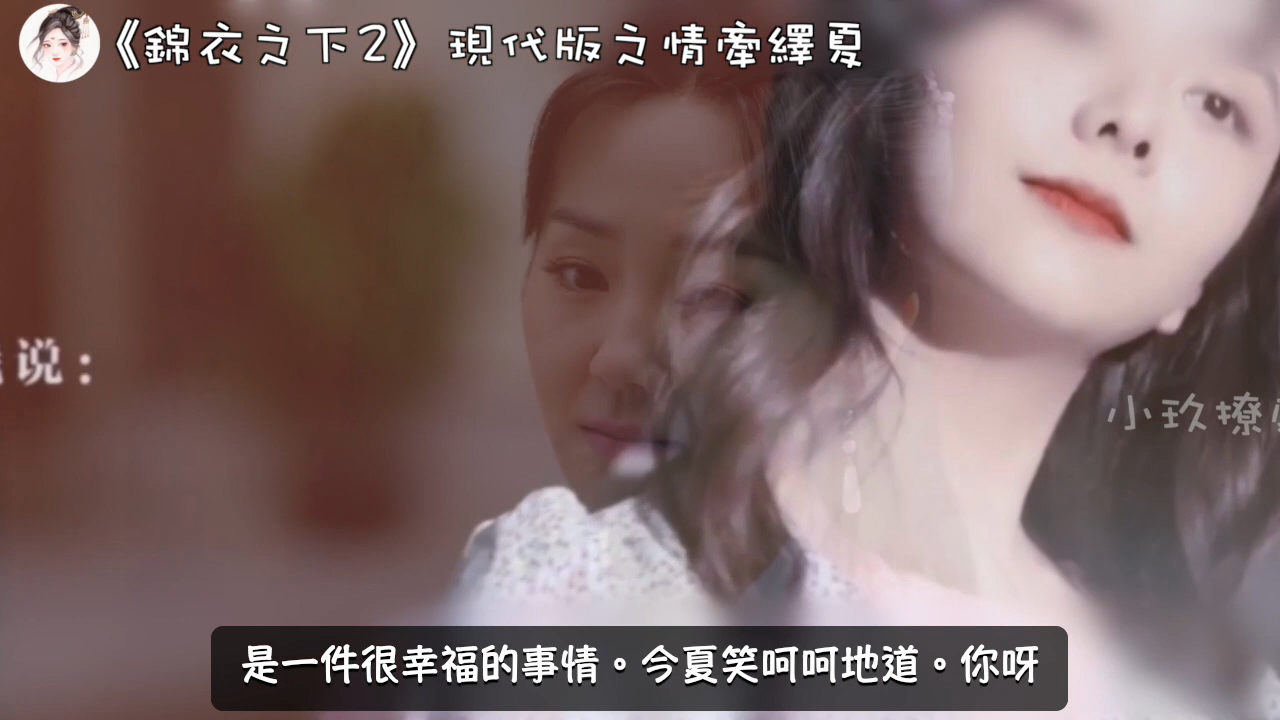 《錦衣之下2》現代版之情牽繹夏
说：
小玖撩
是一件很幸福的事情。今夏笑呵呵地道。你呀